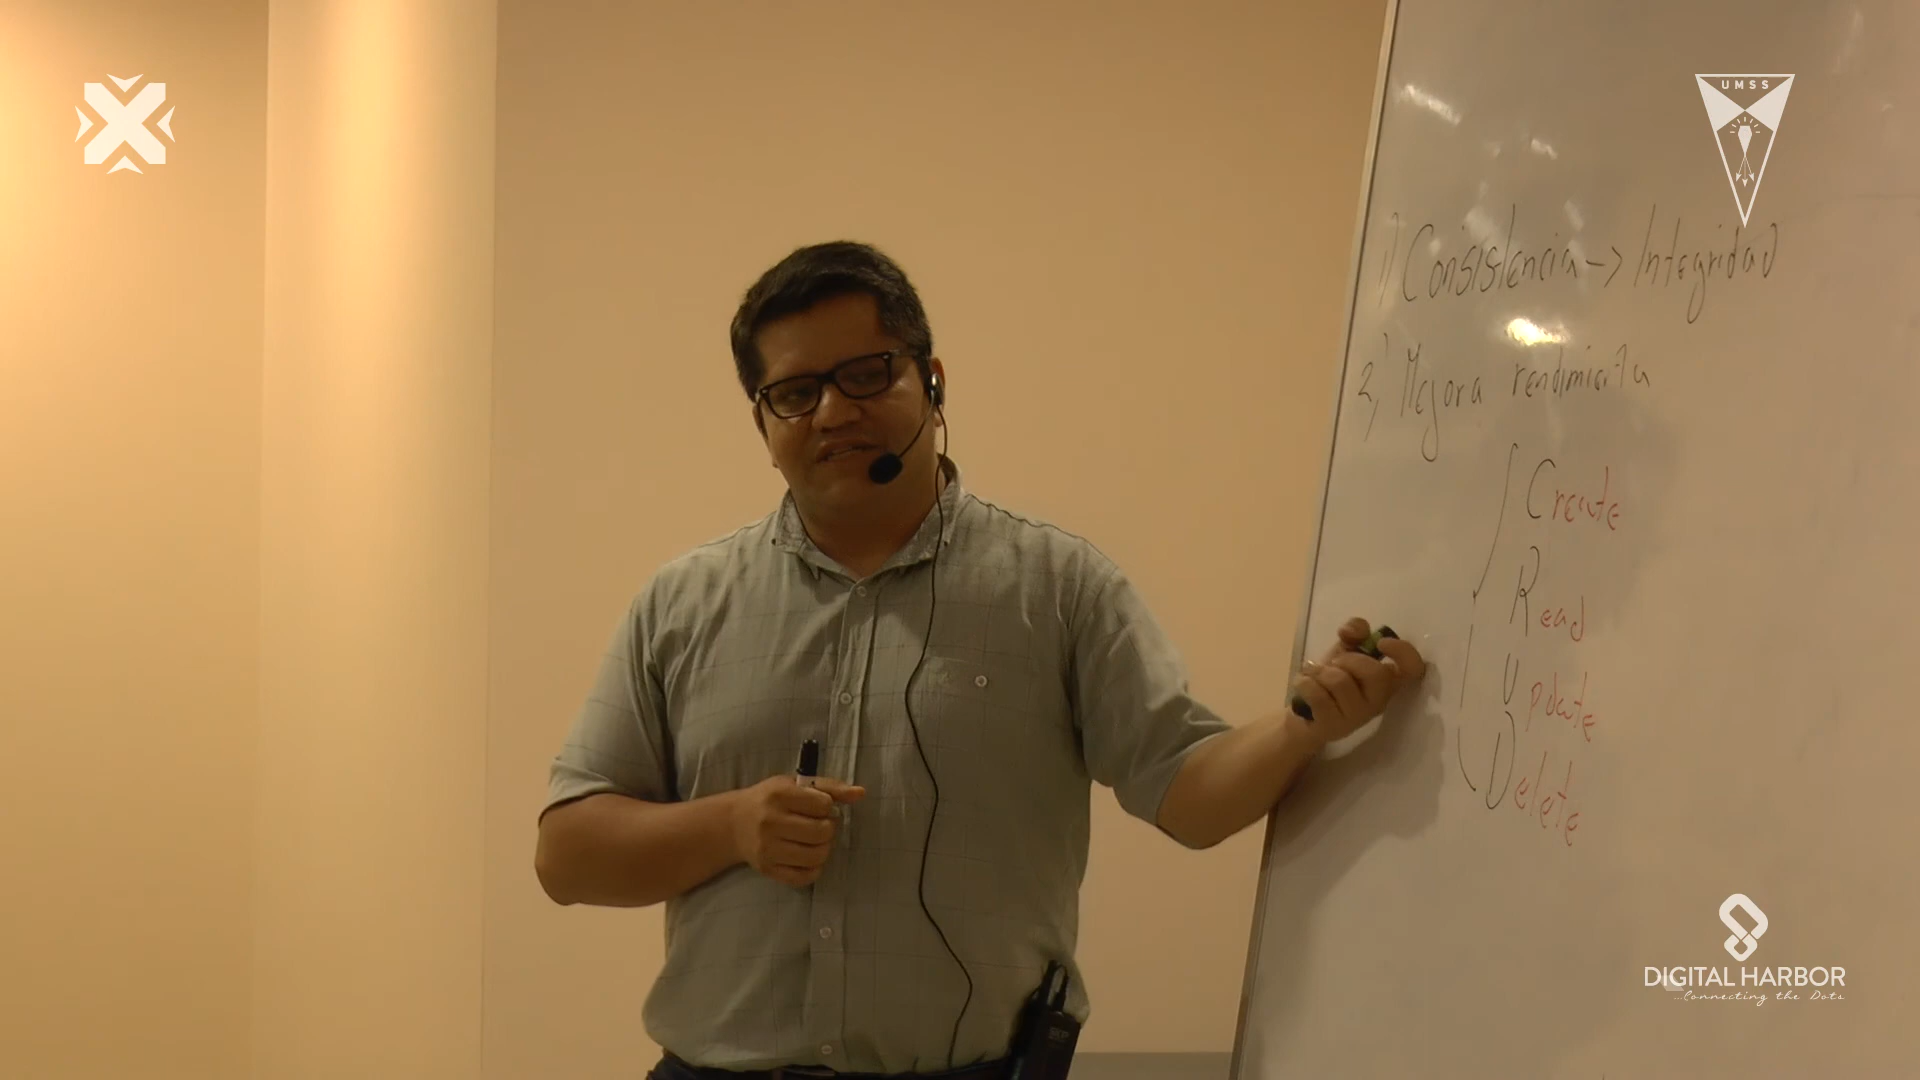 UMSS
1) Consistencia -> Integridad
2) Mejora rendimiento
Create
Read
Update
Delete
DIGITAL HARBOR
...Connecting the Dots